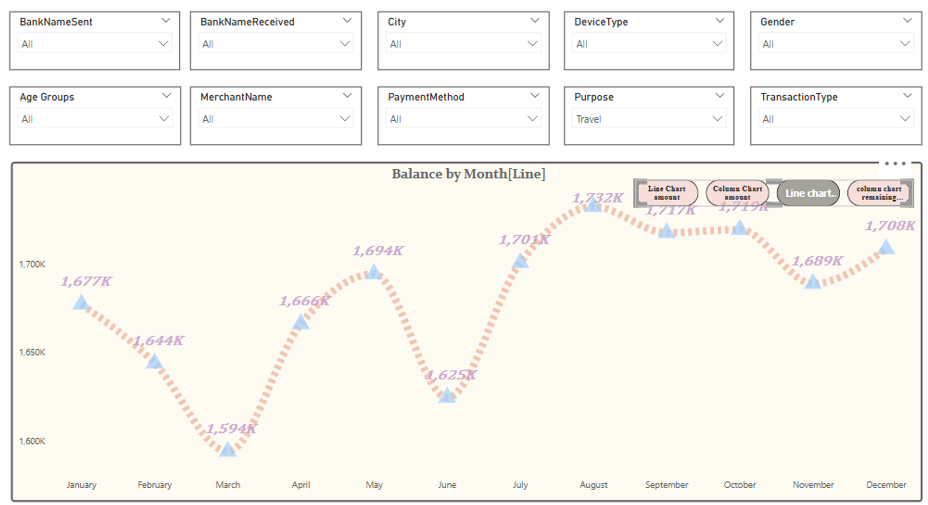 BankNameSent
All
BankNameReceived
All
City
All
DeviceType
All
Gender
All
Age Groups
All
MerchantName
All
PaymentMethod
All
Purpose
Travel
TransactionType
All
Balance by Month[Line]
Line Chart
amount
Column Chart
amount
Line chart..
column chart
remaining...
1,700K
1,650K
1,600K
1,677K
1,644K
1,594K
1,666K
1,694K
1,625K
1,701K
1,732K
1,717K
1,719K
1,689K
1,708K
January
February
March
April
May
June
July
August
September
October
November
December